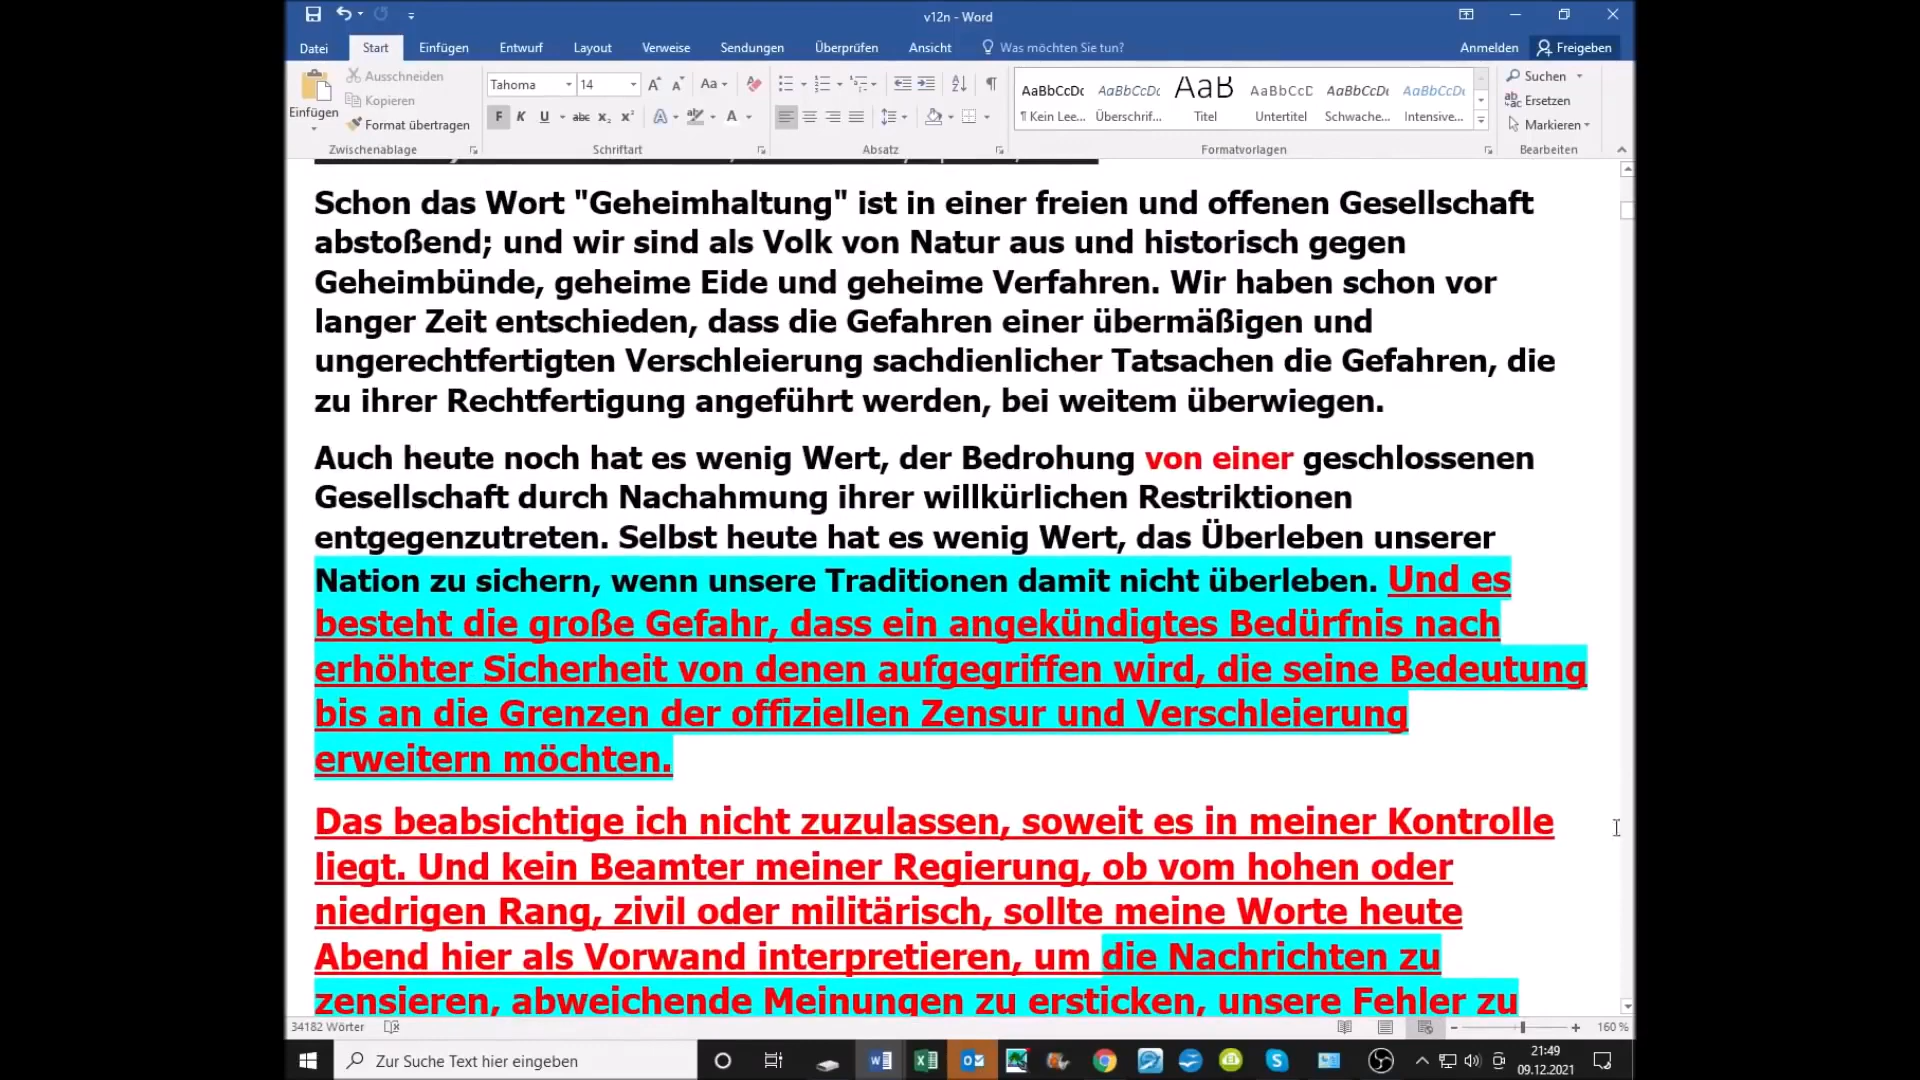 v12n - Word
Datei Start Einfügen Entwurf Layout Verweise Sendungen Überprüfen Ansicht Was möchten Sie tun? Anmelden Freigeben
Einfügen
Ausschneiden
Kopieren
Format übertragen
Zwischenablage
Tahoma 14
F K U abc x₂ x²
Schriftart
Absatz
AaBbCcDc AaBbCcDc AaB AaBbCcD AaBbCcDc AaBbCcDc
¶ Kein Lee... Überschrif... Titel Untertitel Schwache... Intensive...
Formatvorlagen
Suchen
Ersetzen
Markieren
Bearbeiten
Schon das Wort "Geheimhaltung" ist in einer freien und offenen Gesellschaft
abstoßend; und wir sind als Volk von Natur aus und historisch gegen
Geheimbünde, geheime Eide und geheime Verfahren. Wir haben schon vor
langer Zeit entschieden, dass die Gefahren einer übermäßigen und
ungerechtfertigten Verschleierung sachdienlicher Tatsachen die Gefahren, die
zu ihrer Rechtfertigung angeführt werden, bei weitem überwiegen.
Auch heute noch hat es wenig Wert, der Bedrohung von einer geschlossenen
Gesellschaft durch Nachahmung ihrer willkürlichen Restriktionen
entgegenzutreten. Selbst heute hat es wenig Wert, das Überleben unserer
Nation zu sichern, wenn unsere Traditionen damit nicht überleben. Und es
besteht die große Gefahr, dass ein angekündigtes Bedürfnis nach
erhöhter Sicherheit von denen aufgegriffen wird, die seine Bedeutung
bis an die Grenzen der offiziellen Zensur und Verschleierung
erweitern möchten.
Das beabsichtige ich nicht zuzulassen, soweit es in meiner Kontrolle
liegt. Und kein Beamter meiner Regierung, ob vom hohen oder
niedrigen Rang, zivil oder militärisch, sollte meine Worte heute
Abend hier als Vorwand interpretieren, um die Nachrichten zu
zensieren, abweichende Meinungen zu ersticken, unsere Fehler zu
34182 Wörter
160 %
Zur Suche Text hier eingeben
21:49
09.12.2021